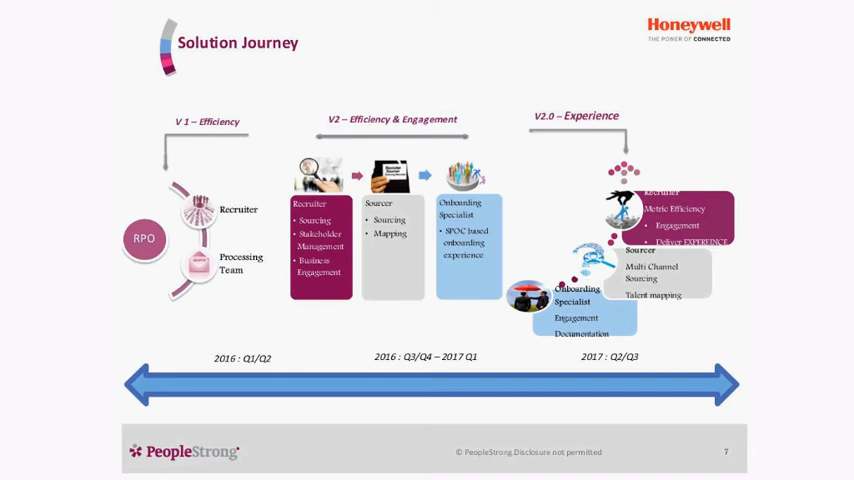 Solution Journey
Honeywell
THE POWER OF CONNECTED
V 1 – Efficiency
V2 – Efficiency & Engagement
V2.0 – Experience
RPO
Recruiter
Processing
Team
Recruiter
• Sourcing
• Stakeholder
Management
• Business
Engagement
Sourcer
• Sourcing
• Mapping
Onboarding
Specialist
• SPOC based
onboarding
experience
Recruiter
Metric Efficiency
• Engagement
• Deliver EXPEREINCE
Sourcer
Multi Channel
Sourcing
Talent mapping
Onboarding
Specialist
Engagement
Documentation
2016 : Q1/Q2
2016 : Q3/Q4 – 2017 Q1
2017 : Q2/Q3
PeopleStrong
© PeopleStrong.Disclosure not permitted
7